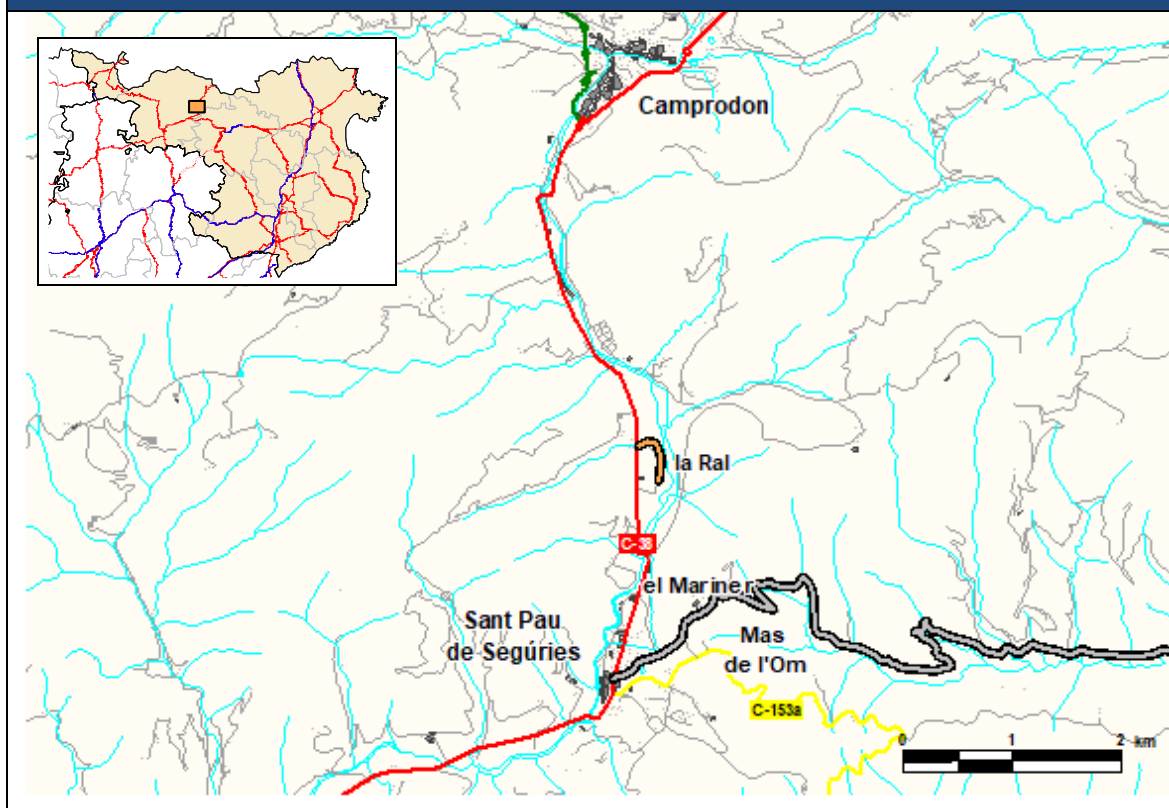 Camprodon
la Ral
C-38
el Mariner
Sant Pau
de Segúries
Mas
de l'Om
C-153a
0 1 2 km